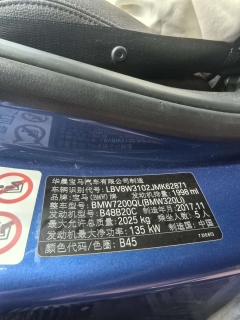 华晨宝马汽车有限公司制造
车辆识别代号: LBV8W3102JMK62871
品牌: 宝马 (BMW) 牌 发动机排量: 1998 ml
整车型号: BMW7200QL(BMW320Li)
发动机型号: B48B20C 制造年月: 2017.11
最大允许总质量: 2025 kg 乘坐人数: 5人
发动机最大净功率: 135 kW 制造国: 中国
颜色代码/色圖: B45